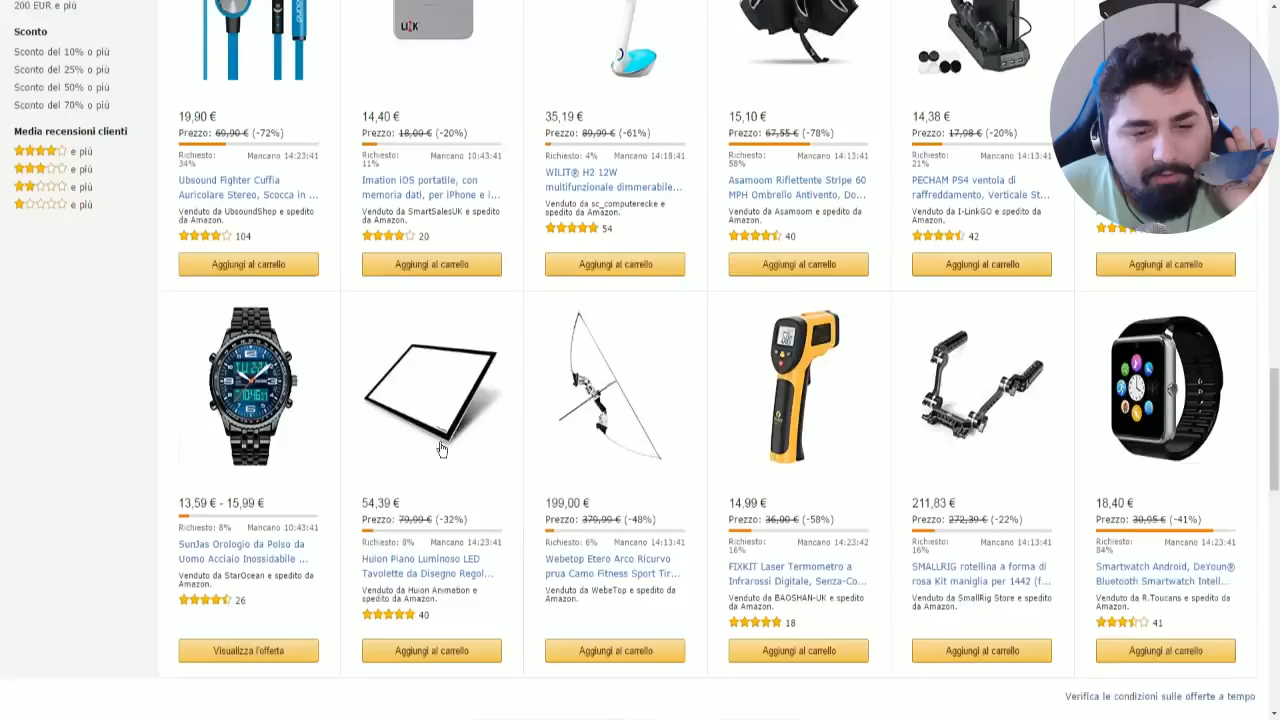 200 EUR e più
Sconto
Sconto del 10% o più
Sconto del 25% o più
Sconto del 50% o più
Sconto del 70% o più
Media recensioni clienti
e più
e più
e più
e più
LINK
19,90 €
Prezzo: 69,90 € (-72%)
Richiesto: 34%
Mancano 14:23:41
Ubsound Fighter Cuffia
Auricolare Stereo, Scocca in ...
Venduto da UbsoundShop e spedito
da Amazon.
104
Aggiungi al carrello
14,40 €
Prezzo: 18,00 € (-20%)
Richiesto: 11%
Mancano 10:43:41
Imation iOS portatile, con
memoria dati, per iPhone e i...
Venduto da SmartSalesUK e spedito
da Amazon.
20
Aggiungi al carrello
35,19 €
Prezzo: 89,99 € (-61%)
Richiesto: 4%
Mancano 14:18:41
WILIT® H2 12W
multifunzionale dimmerabile...
Venduto da sc_computerecke e
spedito da Amazon.
54
Aggiungi al carrello
15,10 €
Prezzo: 67,55 € (-78%)
Richiesto: 58%
Mancano 14:13:41
Asamoom Riflettente Stripe 60
MPH Ombrello Antivento, Do...
Venduto da Asamoom e spedito
da Amazon.
40
Aggiungi al carrello
14,38 €
Prezzo: 17,98 € (-20%)
Richiesto: 21%
Mancano 14:13:41
PECHAM PS4 ventola di
raffreddamento, Verticale St...
Venduto da I-LinkGO e spedito
da Amazon.
42
Aggiungi al carrello
Aggiungi al carrello
13,59 € - 15,99 €
Richiesto: 8%
Mancano 10:43:41
SunJas Orologio da Polso da
Uomo Acciaio Inossidabile ...
Venduto da StarOcean e spedito da
Amazon.
26
Visualizza l'offerta
54,39 €
Prezzo: 79,99 € (-32%)
Richiesto: 8%
Mancano 14:23:41
Huion Piano Luminoso LED
Tavolette da Disegno Regol...
Venduto da Huion Animation e
spedito da Amazon.
40
Aggiungi al carrello
199,00 €
Prezzo: 379,99 € (-48%)
Richiesto: 6%
Mancano 14:13:41
Webetop Etero Arco Ricurvo
prua Camo Fitness Sport Tir...
Venduto da WebeTop e spedito da
Amazon.
Aggiungi al carrello
14,99 €
Prezzo: 36,00 € (-58%)
Richiesto: 16%
Mancano 14:23:42
FIXKIT Laser Termometro a
Infrarossi Digitale, Senza-Co...
Venduto da BAOSHAN-UK e spedito
da Amazon.
18
Aggiungi al carrello
211,83 €
Prezzo: 272,39 € (-22%)
Richiesto: 16%
Mancano 14:13:41
SMALLRIG rotellina a forma di
rosa Kit maniglia per 1442 (f...
Venduto da SmallRig Store e spedito
da Amazon.
Aggiungi al carrello
18,40 €
Prezzo: 30,95 € (-41%)
Richiesto: 84%
Mancano 14:13:41
Smartwatch Android, DeYoun®
Bluetooth Smartwatch Intell...
Venduto da R.Toucans e spedito
da Amazon.
41
Aggiungi al carrello
Verifica le condizioni sulle offerte a tempo